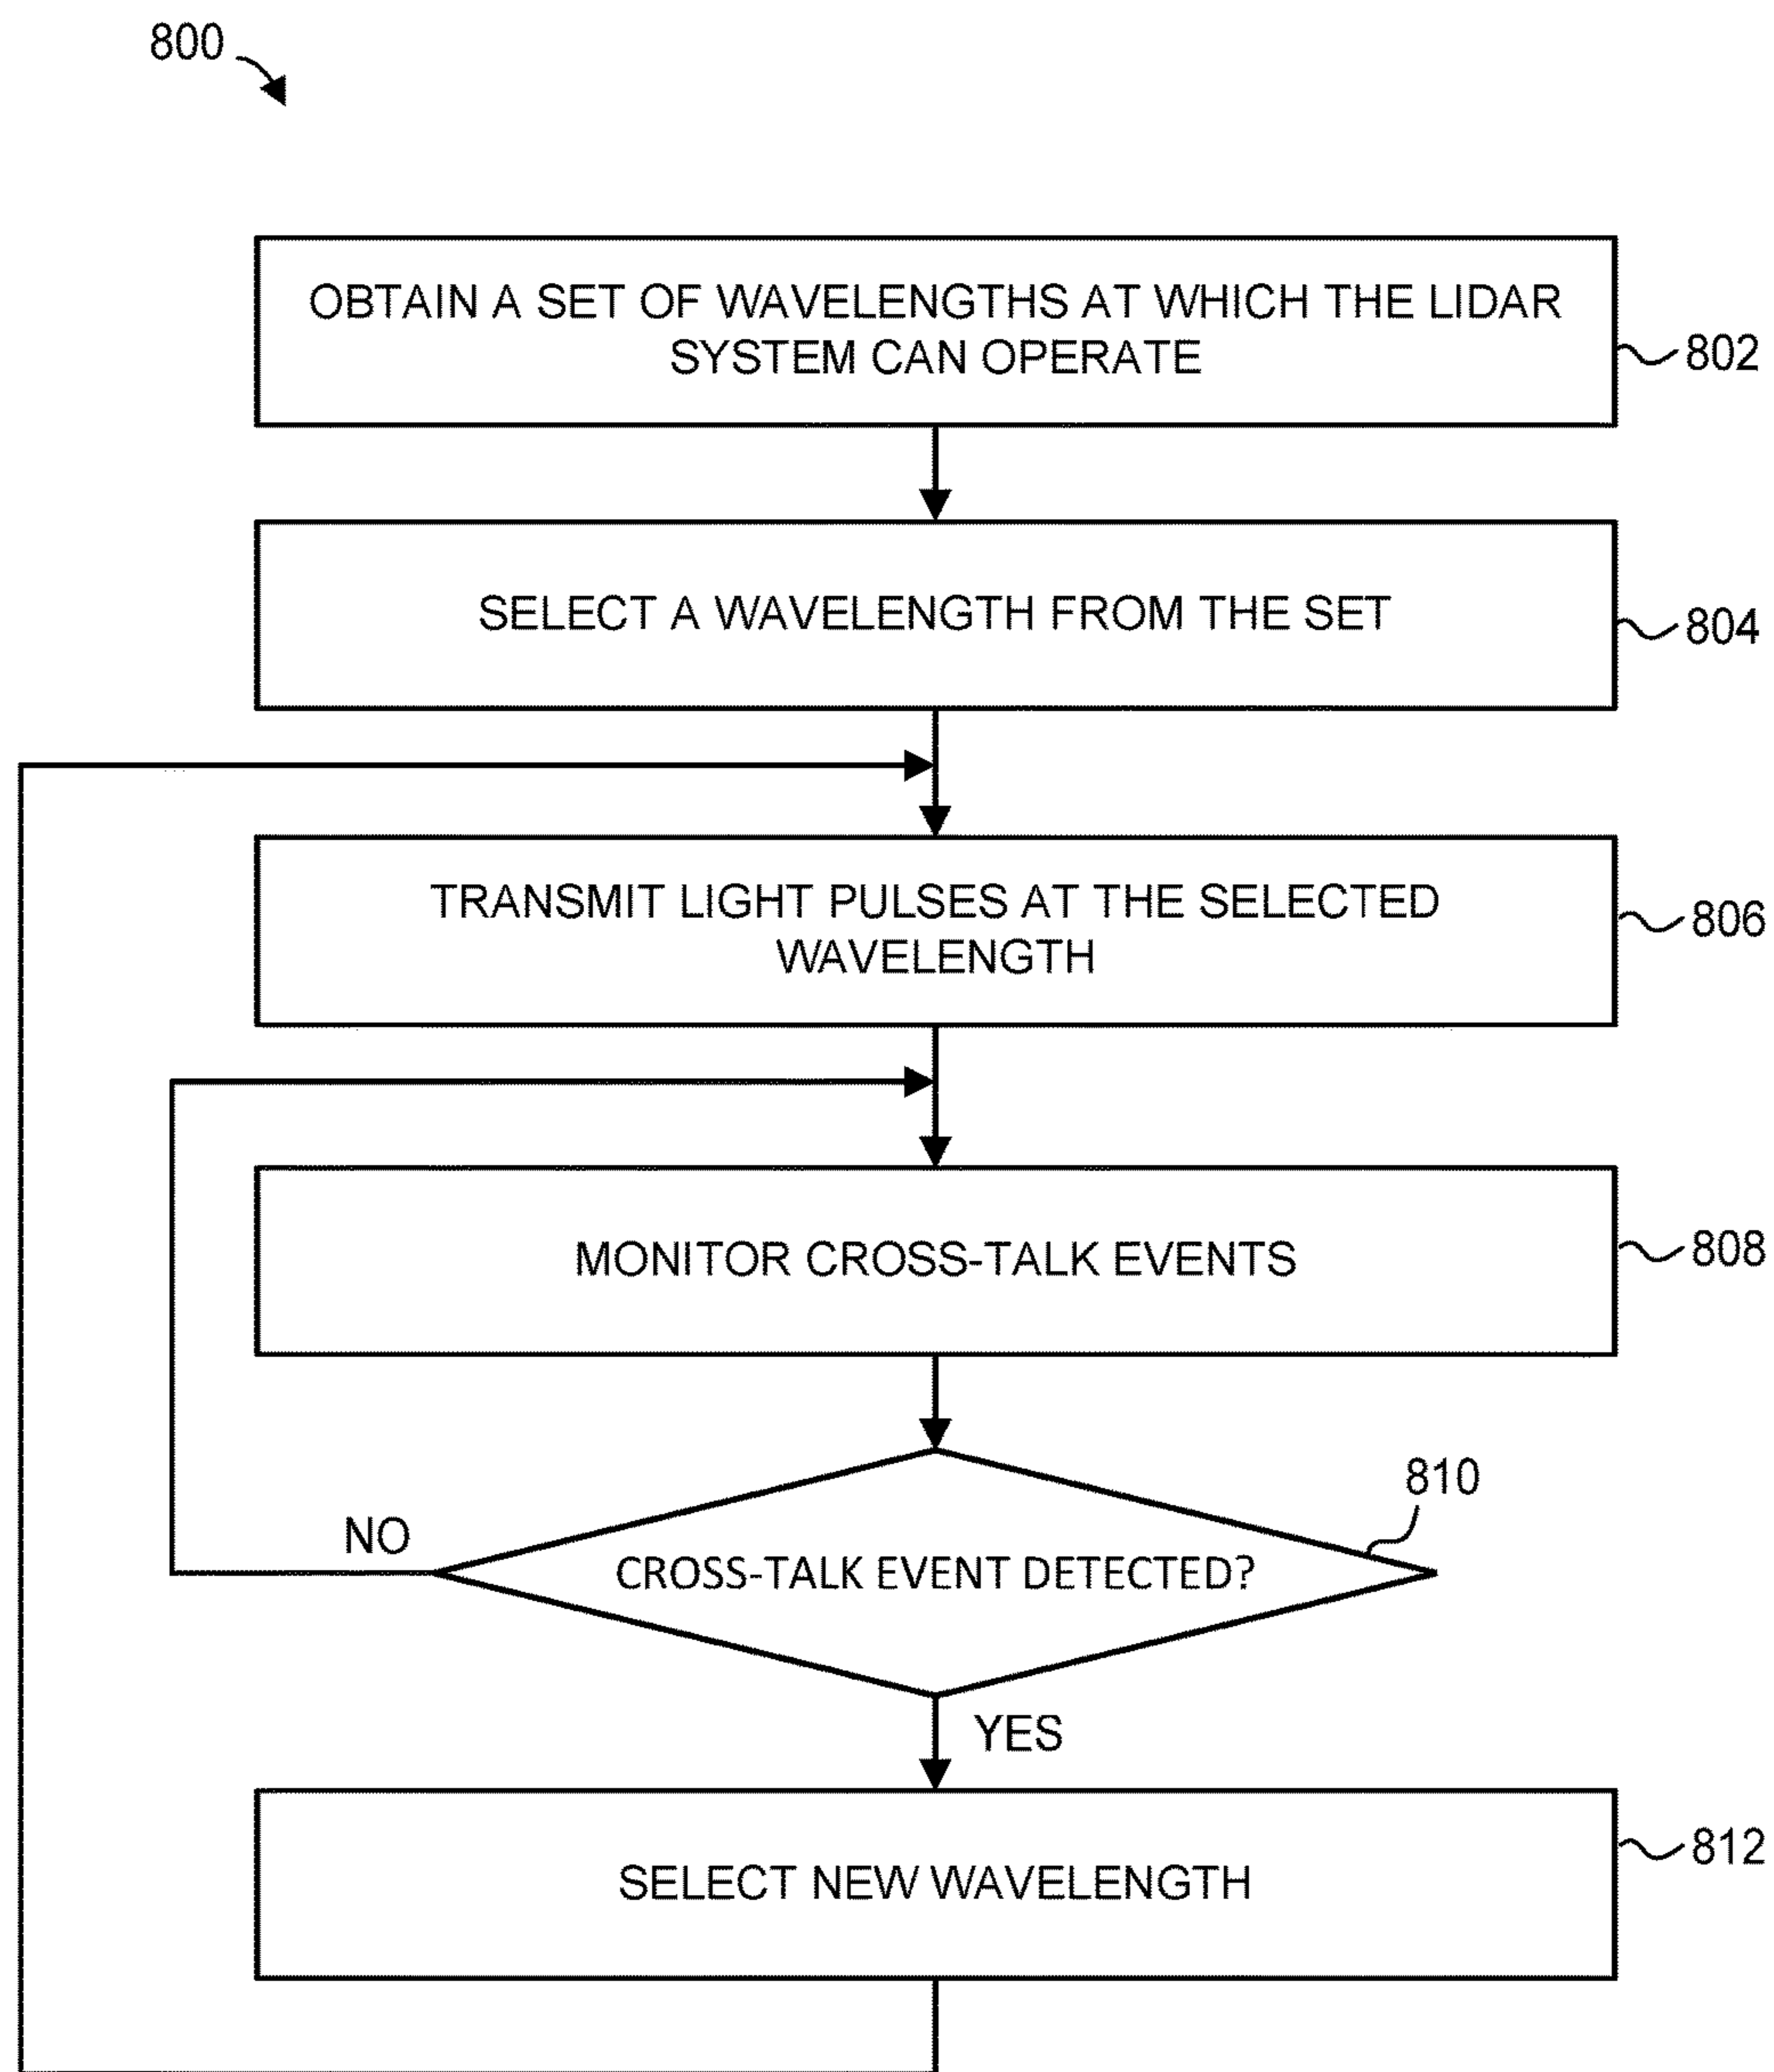 800
OBTAIN A SET OF WAVELENGTHS AT WHICH THE LIDAR
SYSTEM CAN OPERATE
802
SELECT A WAVELENGTH FROM THE SET
804
TRANSMIT LIGHT PULSES AT THE SELECTED
WAVELENGTH
806
MONITOR CROSS-TALK EVENTS
808
810
NO
CROSS-TALK EVENT DETECTED?
YES
SELECT NEW WAVELENGTH
812